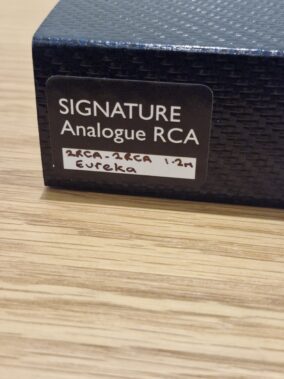 SIGNATURE
Analogue RCA
2RCA-2RCA 1.2m
Eureka